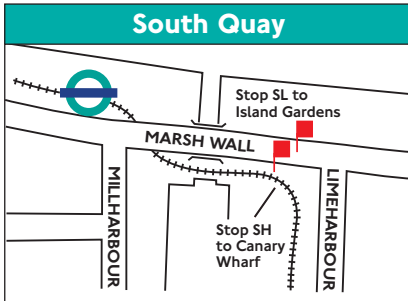 South Quay
Stop SL to
Island Gardens
MARSH WALL
MILLHARBOUR
LIMEHARBOUR
Stop SH
to Canary
Wharf